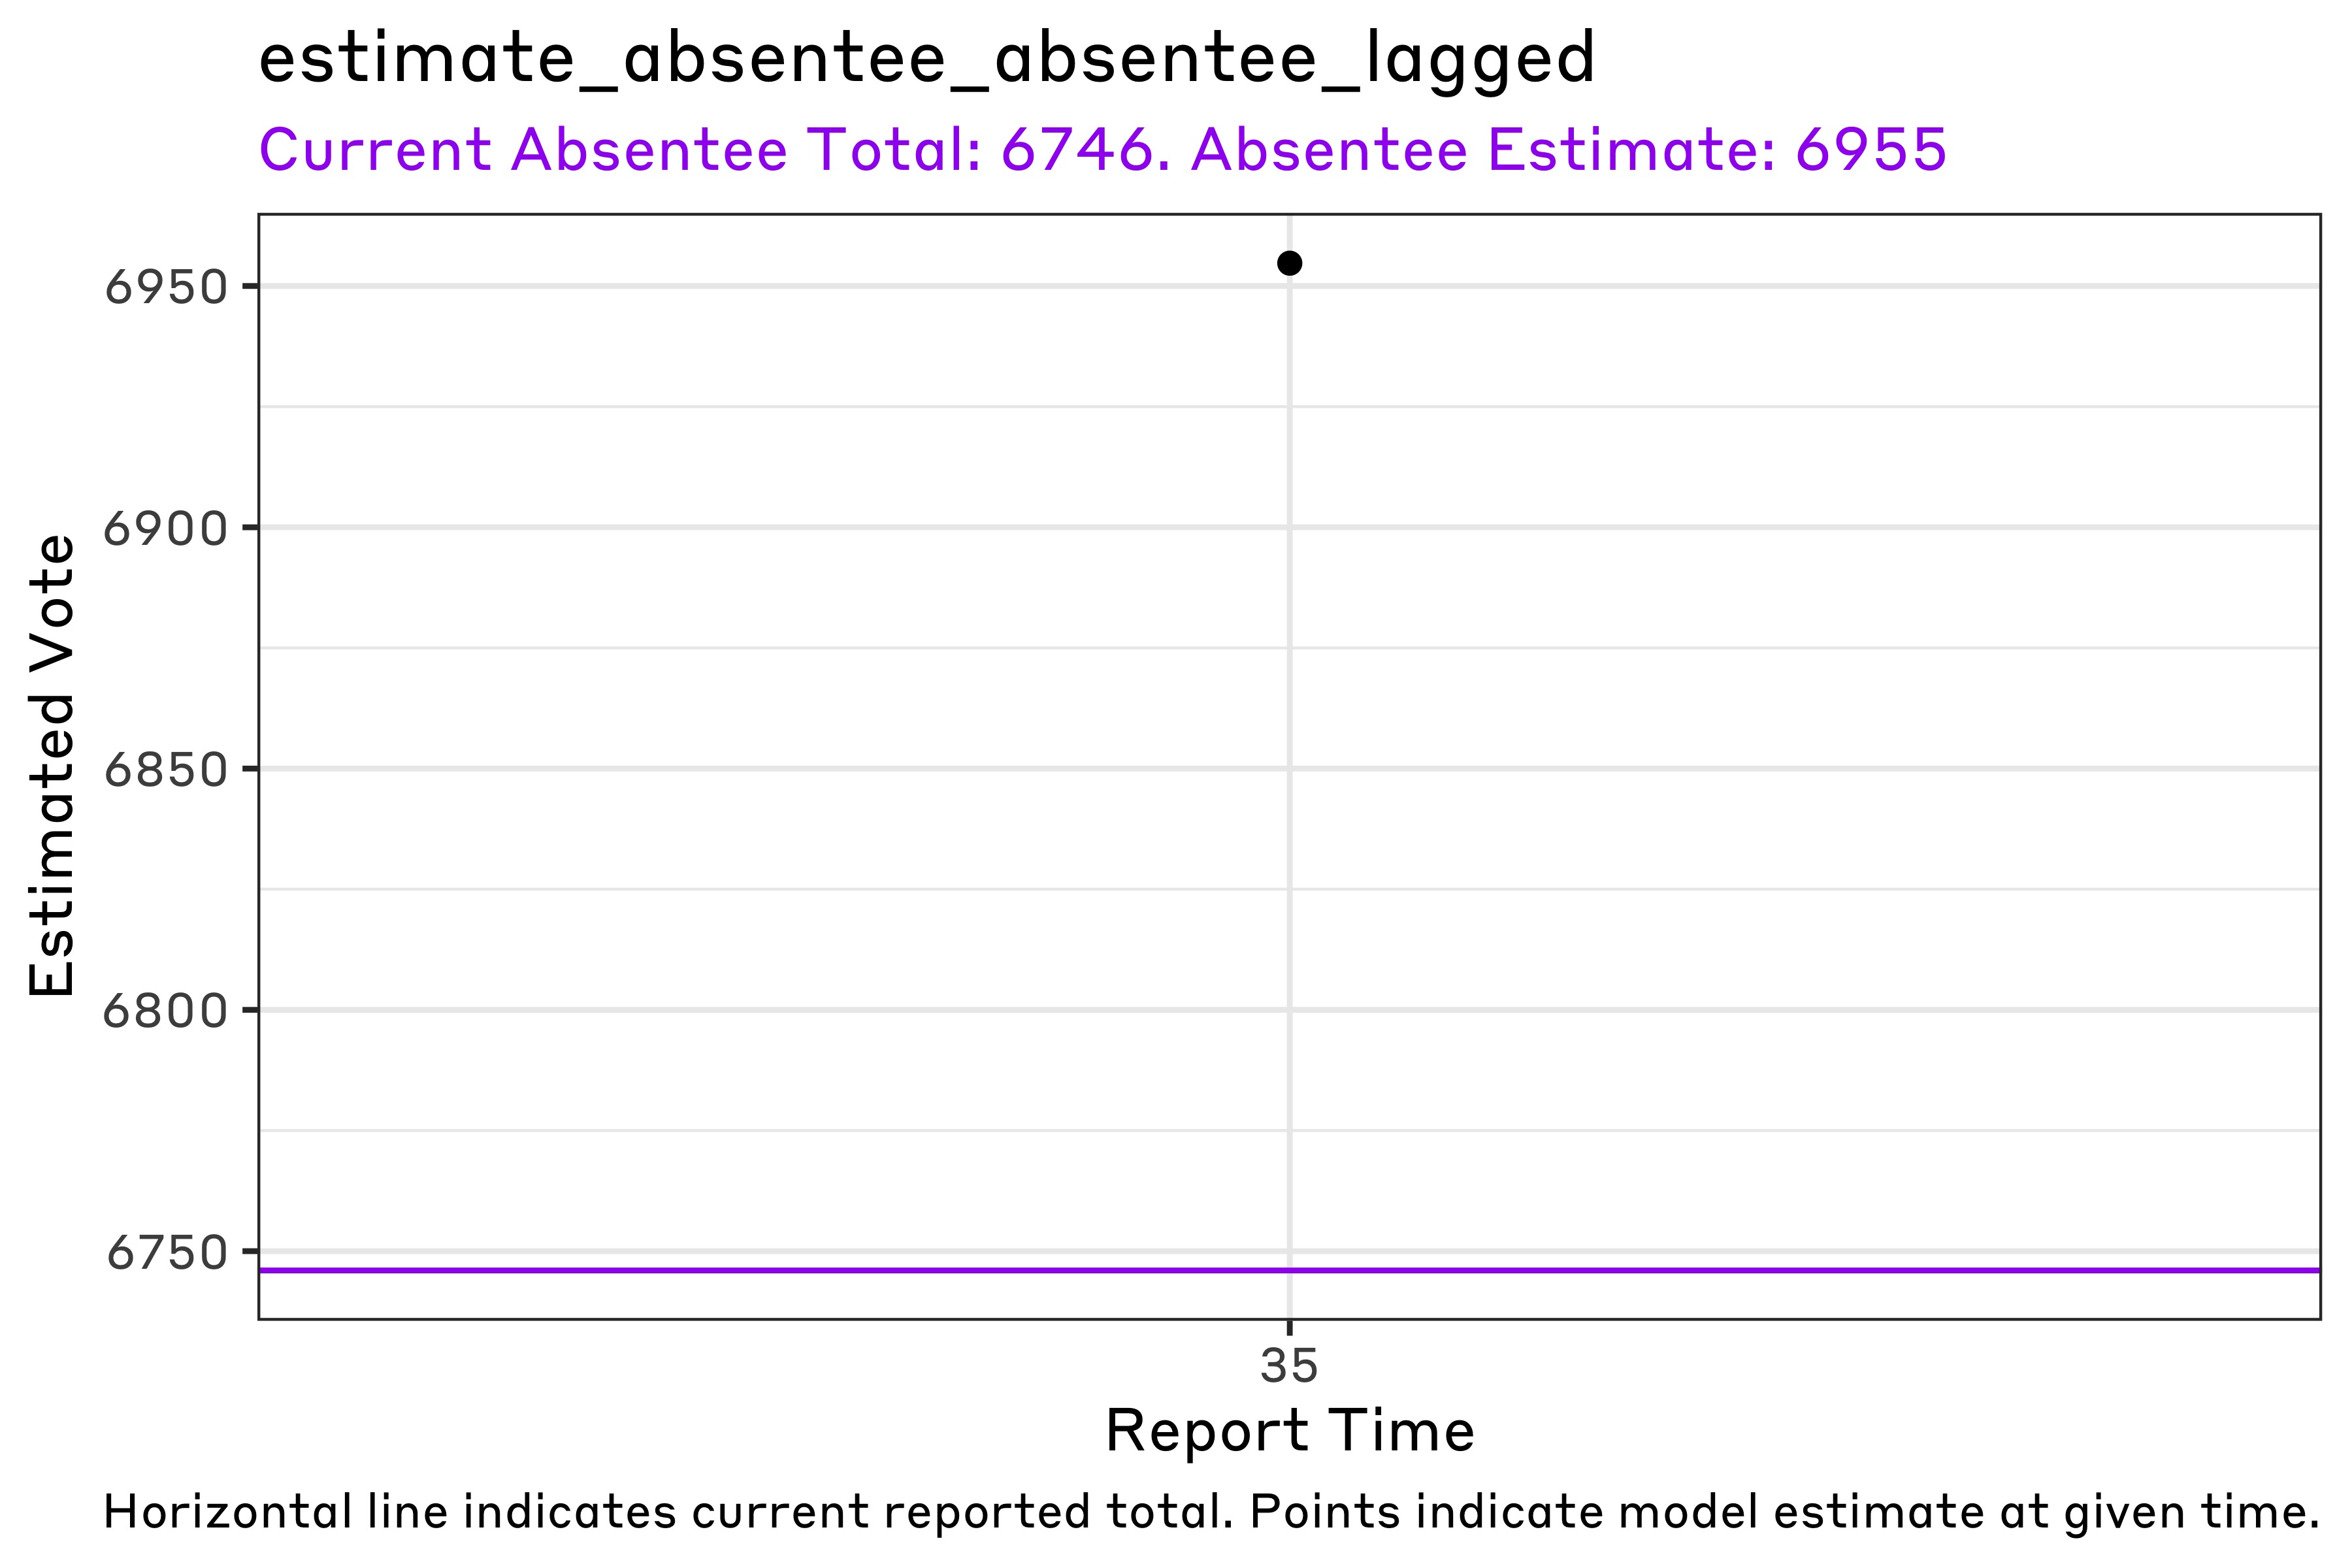 estimate_absentee_absentee_lagged
Current Absentee Total: 6746. Absentee Estimate: 6955
Estimated Vote
6950
6900
6850
6800
6750
35
Report Time
Horizontal line indicates current reported total. Points indicate model estimate at given time.